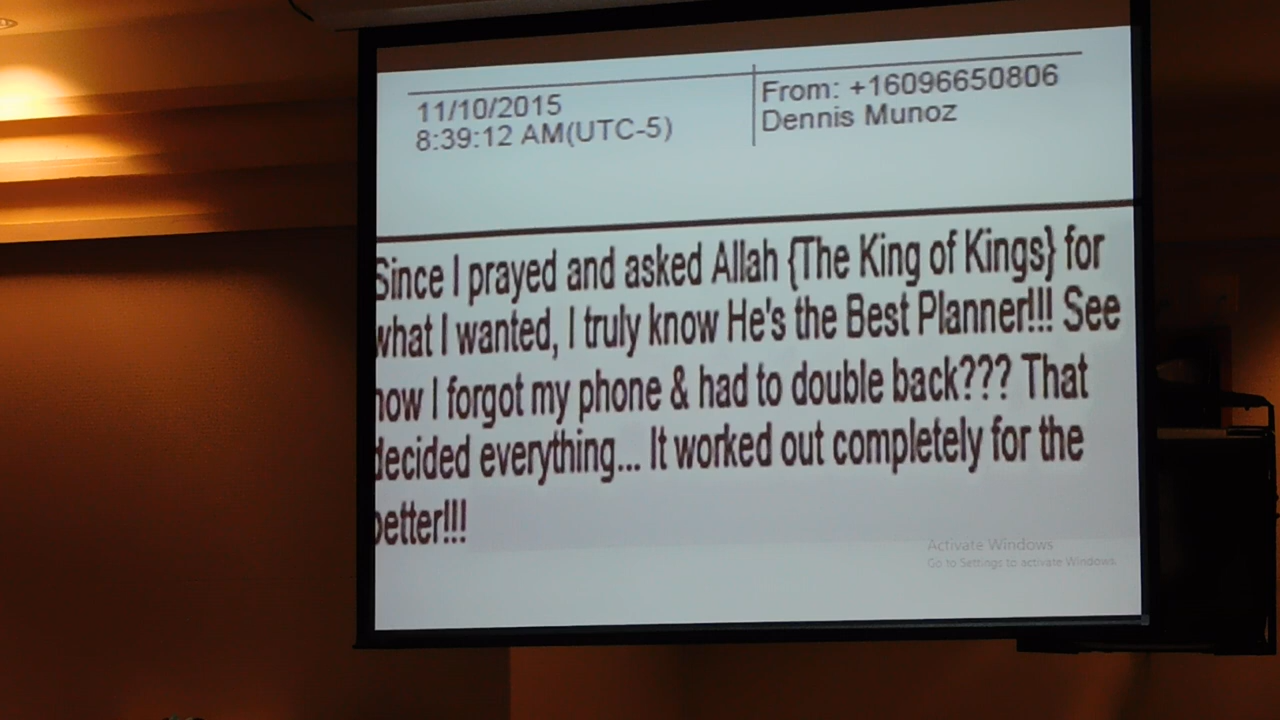 11/10/2015
8:39:12 AM(UTC-5)
From: +16096650806
Dennis Munoz
Since I prayed and asked Allah {The King of Kings} for
what I wanted, I truly know He's the Best Planner!!! See
how I forgot my phone & had to double back??? That
decided everything... It worked out completely for the
better!!!
Activate Windows
Go to Settings to activate Windows.